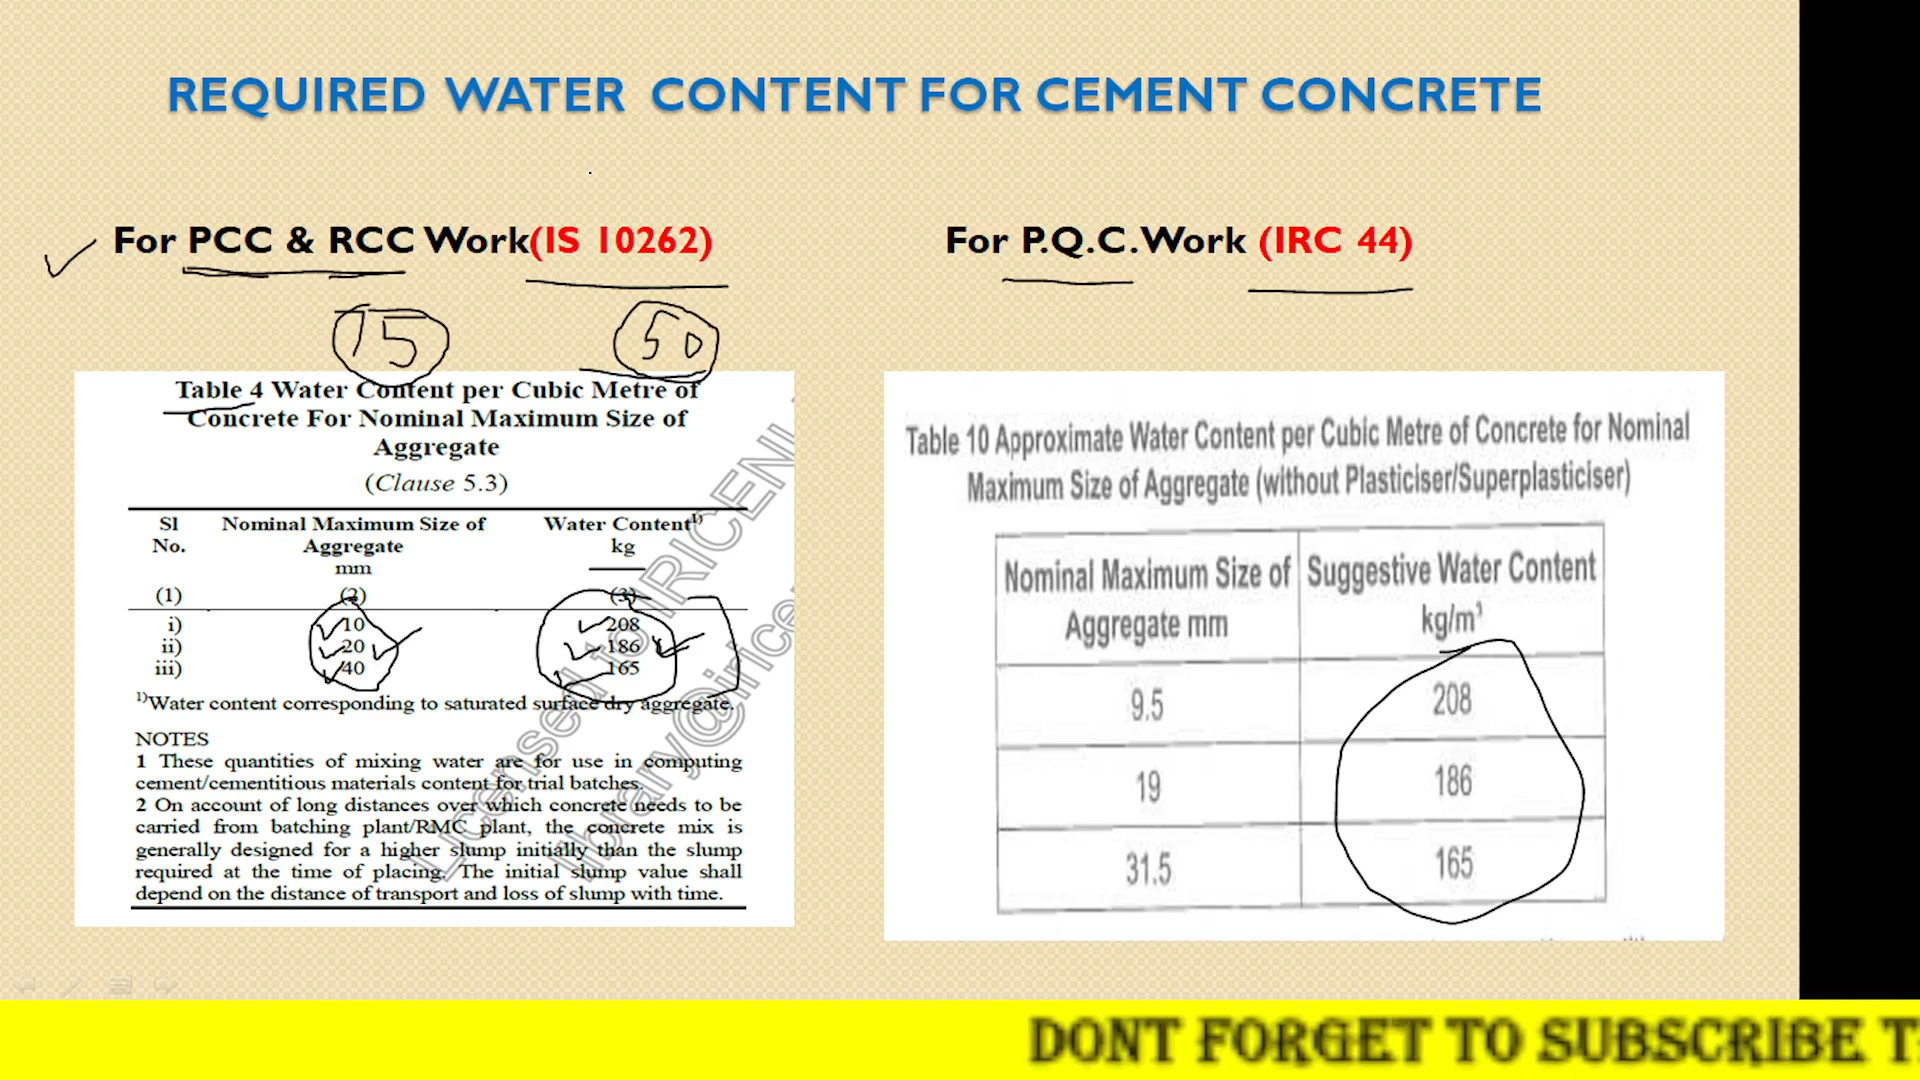 REQUIRED WATER CONTENT FOR CEMENT CONCRETE
For PCC & RCC Work(IS 10262)
For P.Q.C.Work (IRC 44)
75
50
Table 4 Water Content per Cubic Metre of
Concrete For Nominal Maximum Size of
Aggregate
(Clause 5.3)
Sl No. Nominal Maximum Size of Aggregate mm Water Content¹⁾ kg
(1) (2) (3)
i) 10 208
ii) 20 186
iii) 40 165
¹⁾Water content corresponding to saturated surface dry aggregate.
NOTES
1 These quantities of mixing water are for use in computing
cement/cementitious materials content for trial batches.
2 On account of long distances over which concrete needs to be
carried from batching plant/RMC plant, the concrete mix is
generally designed for a higher slump initially than the slump
required at the time of placing. The initial slump value shall
depend on the distance of transport and loss of slump with time.
Licensed to IRICEN
library@irice
Table 10 Approximate Water Content per Cubic Metre of Concrete for Nominal
Maximum Size of Aggregate (without Plasticiser/Superplasticiser)
Nominal Maximum Size of Aggregate mm Suggestive Water Content kg/m³
9.5 208
19 186
31.5 165
DONT FORGET TO SUBSCRIBE T